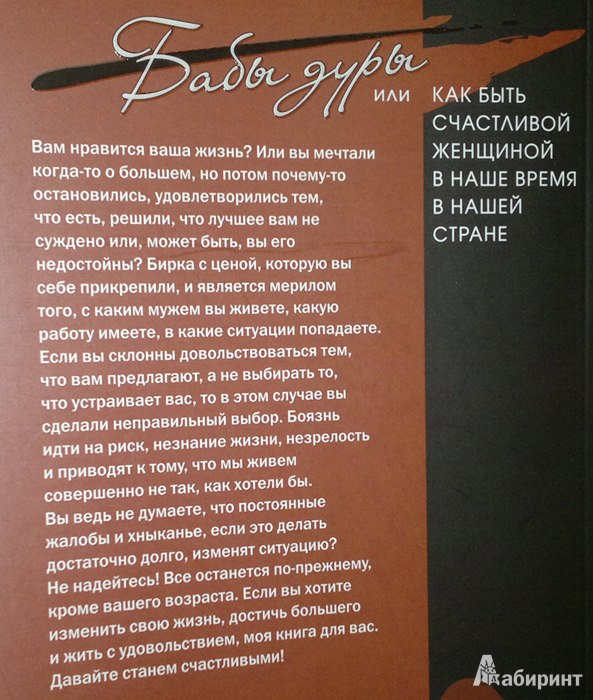 Бабы дуры
или
КАК БЫТЬ
СЧАСТЛИВОЙ
ЖЕНЩИНОЙ
В НАШЕ ВРЕМЯ
В НАШЕЙ
СТРАНЕ
Вам нравится ваша жизнь? Или вы мечтали
когда-то о большем, но потом почему-то
остановились, удовлетворились тем,
что есть, решили, что лучшее вам не
суждено или, может быть, вы его
недостойны? Бирка с ценой, которую вы
себе прикрепили, и является мерилом
того, с каким мужем вы живете, какую
работу имеете, в какие ситуации попадаете.
Если вы склонны довольствоваться тем,
что вам предлагают, а не выбирать то,
что устраивает вас, то в этом случае вы
сделали неправильный выбор. Боязнь
идти на риск, незнание жизни, незрелость
и приводят к тому, что мы живем
совершенно не так, как хотели бы.
Вы ведь не думаете, что постоянные
жалобы и хныканье, если это делать
достаточно долго, изменят ситуацию?
Не надейтесь! Все останется по-прежнему,
кроме вашего возраста. Если вы хотите
изменить свою жизнь, достичь большего
и жить с удовольствием, моя книга для вас.
Давайте станем счастливыми!
Лабиринт